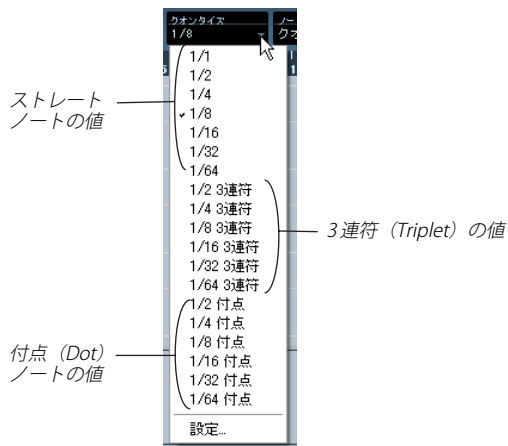 クオンタイズ
1/8
ノー
クオ
1/1
1/2
1/4
✓ 1/8
1/16
1/32
1/64
1/2 3連符
1/4 3連符
1/8 3連符
1/16 3連符
1/32 3連符
1/64 3連符
1/2 付点
1/4 付点
1/8 付点
1/16 付点
1/32 付点
1/64 付点
設定...
ストレート
ノートの値
3連符（Triplet）の値
付点（Dot）
ノートの値